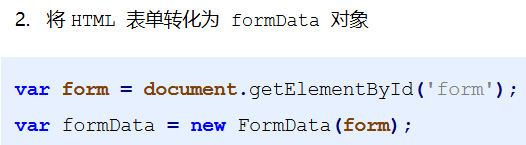 2. 将 HTML 表单转化为 formData 对象
var form = document.getElementById('form');
var formData = new FormData(form);